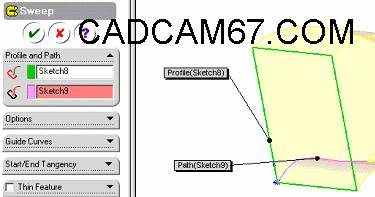 Sweep
CADCAM67.COM
Profile and Path
Sketch8
Sketch9
Options
Guide Curves
Start/End Tangency
Thin Feature
Profile(Sketch8)
Path(Sketch9)